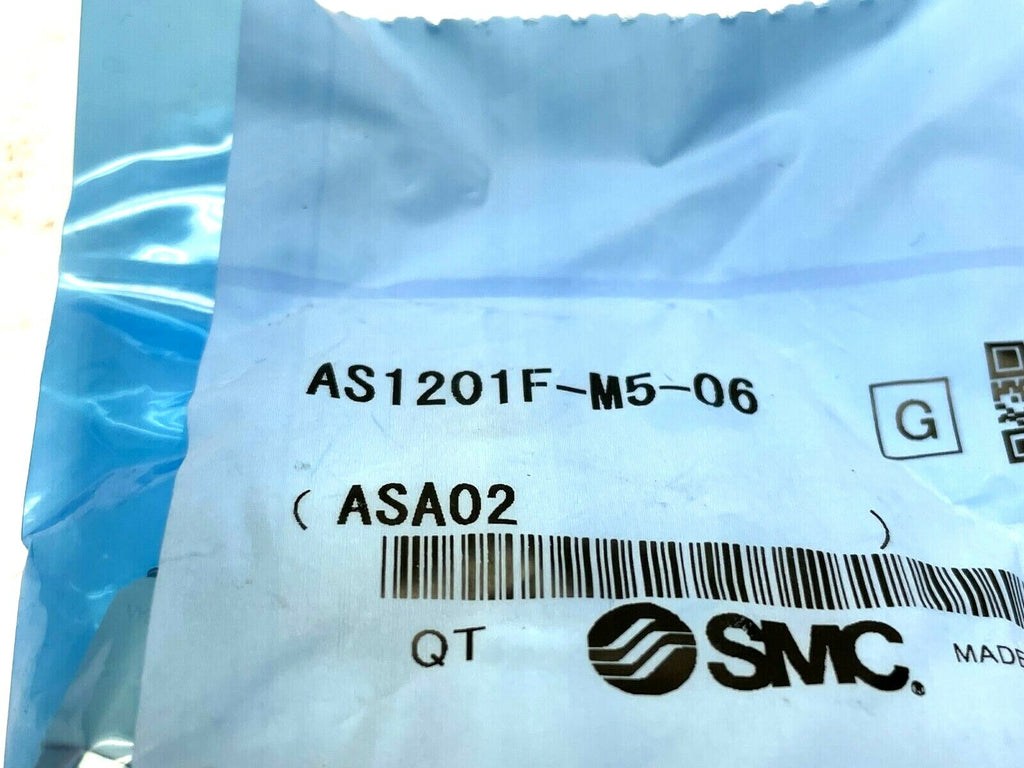 AS1201F-M5-06
G
( ASA02 )
QT
SMC
MADE